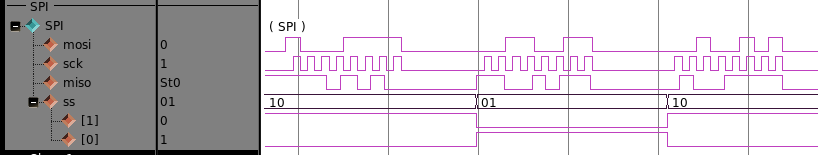 SPI
SPI
( SPI )
mosi 0
sck 1
miso St0
ss 01 10 01 10
[1] 0
[0] 1